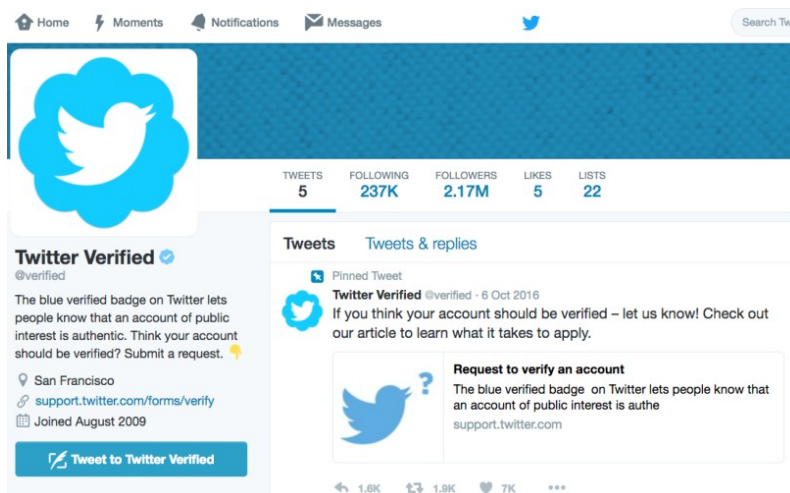 Home Moments Notifications Messages Search Tw
TWEETS FOLLOWING FOLLOWERS LIKES LISTS
5 237K 2.17M 5 22
Twitter Verified
@verified
The blue verified badge on Twitter lets
people know that an account of public
interest is authentic. Think your account
should be verified? Submit a request. 👇
San Francisco
support.twitter.com/forms/verify
Joined August 2009
Tweet to Twitter Verified
Tweets Tweets & replies
Pinned Tweet
Twitter Verified @verified · 6 Oct 2016
If you think your account should be verified – let us know! Check out
our article to learn what it takes to apply.
?
Request to verify an account
The blue verified badge on Twitter lets people know that
an account of public interest is authe
support.twitter.com
1.6K 1.9K 7K